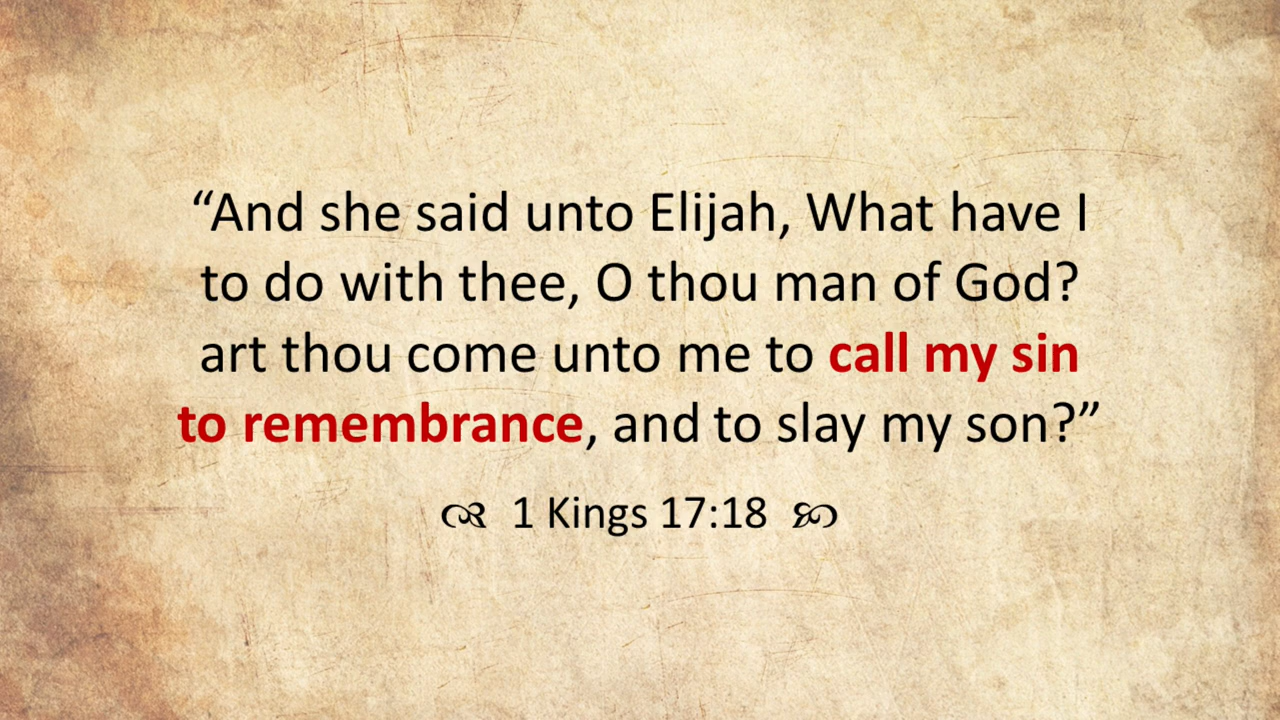 “And she said unto Elijah, What have I
to do with thee, O thou man of God?
art thou come unto me to call my sin
to remembrance, and to slay my son?”
1 Kings 17:18